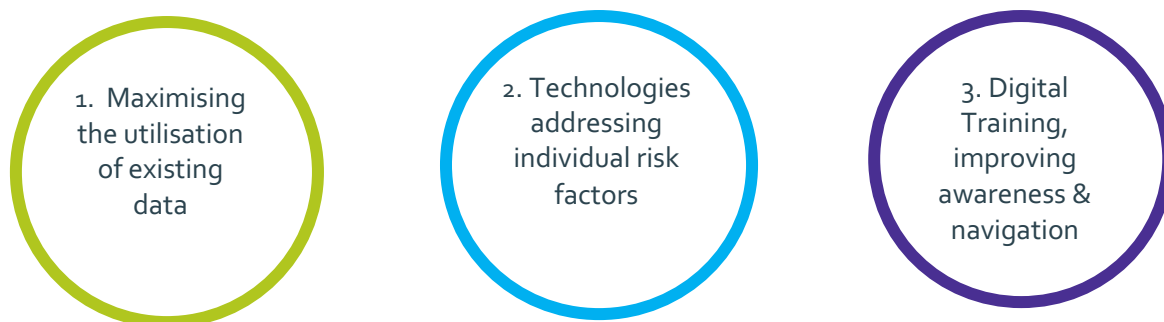 1. Maximising
the utilisation
of existing
data
2. Technologies
addressing
individual risk
factors
3. Digital
Training,
improving
awareness &
navigation